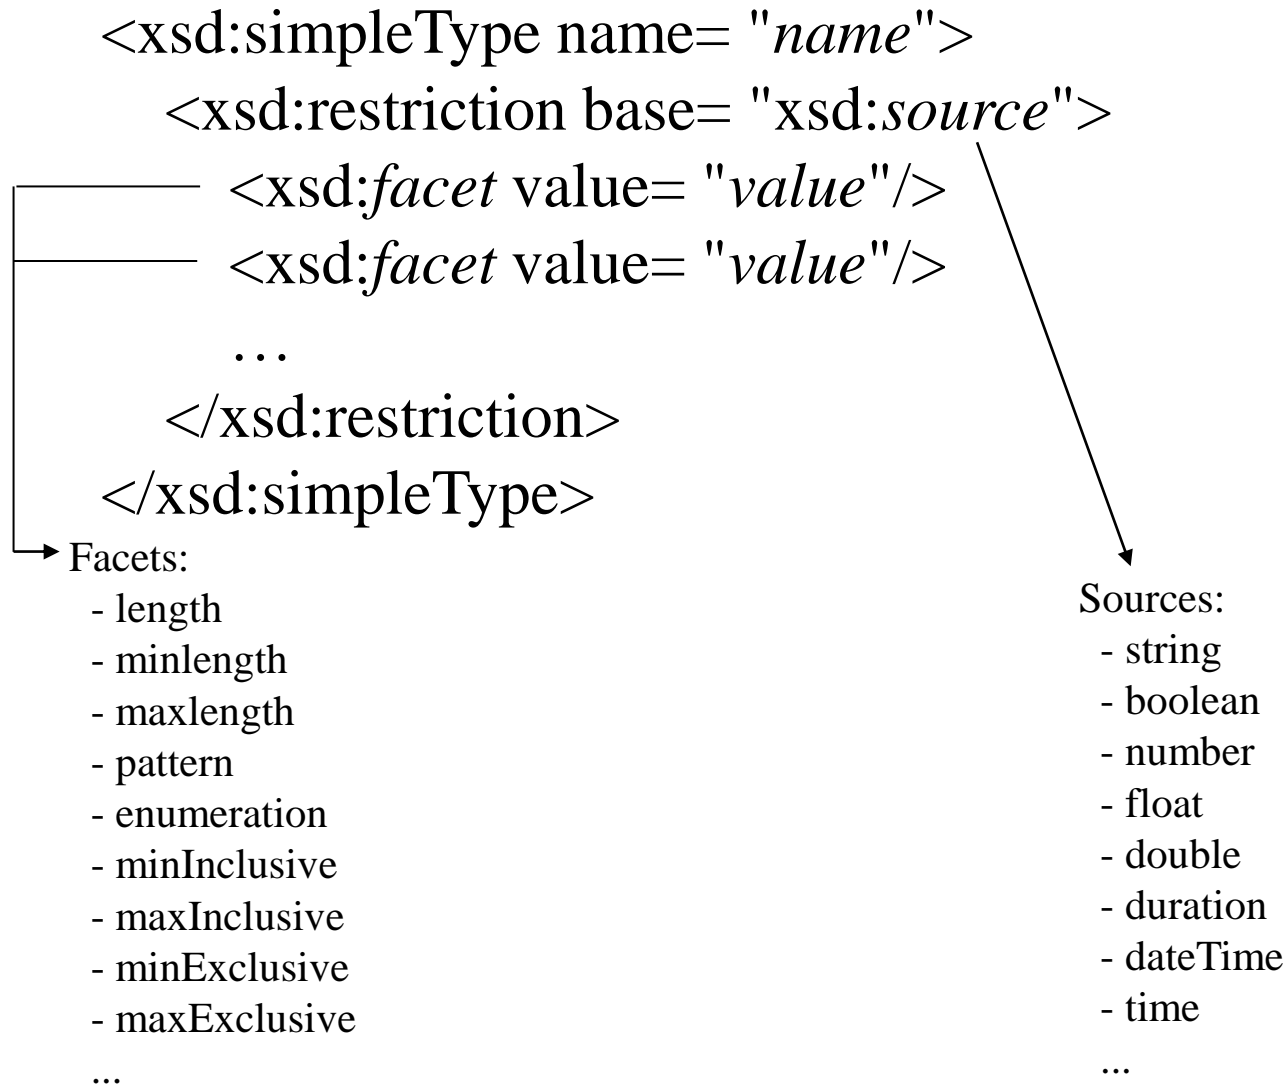 <xsd:simpleType name= "name">
<xsd:restriction base= "xsd:source">
<xsd:facet value= "value"/>
<xsd:facet value= "value"/>
…
</xsd:restriction>
</xsd:simpleType>
Facets:
- length
- minlength
- maxlength
- pattern
- enumeration
- minInclusive
- maxInclusive
- minExclusive
- maxExclusive
...
Sources:
- string
- boolean
- number
- float
- double
- duration
- dateTime
- time
...